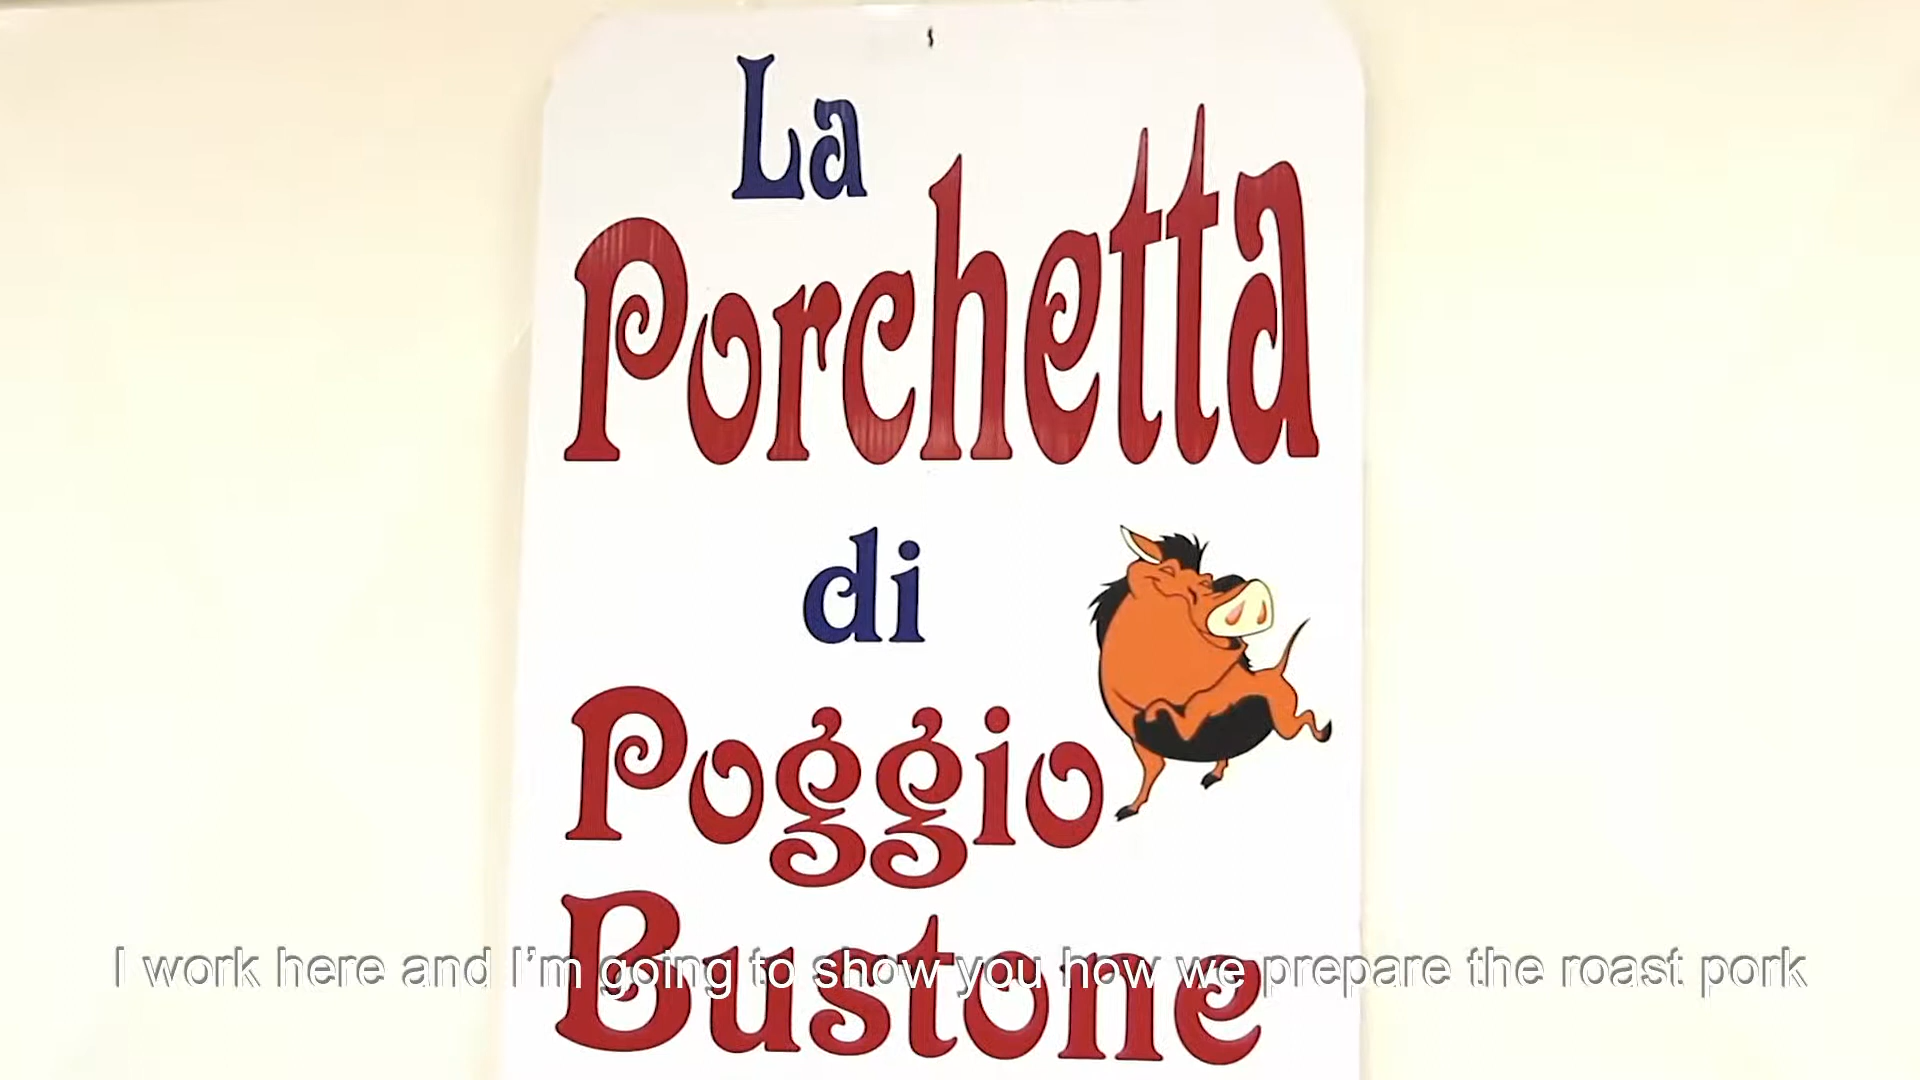 La
Porchetta
di
Poggio
Bustone
I work here and I'm going to show you how we prepare the roast pork